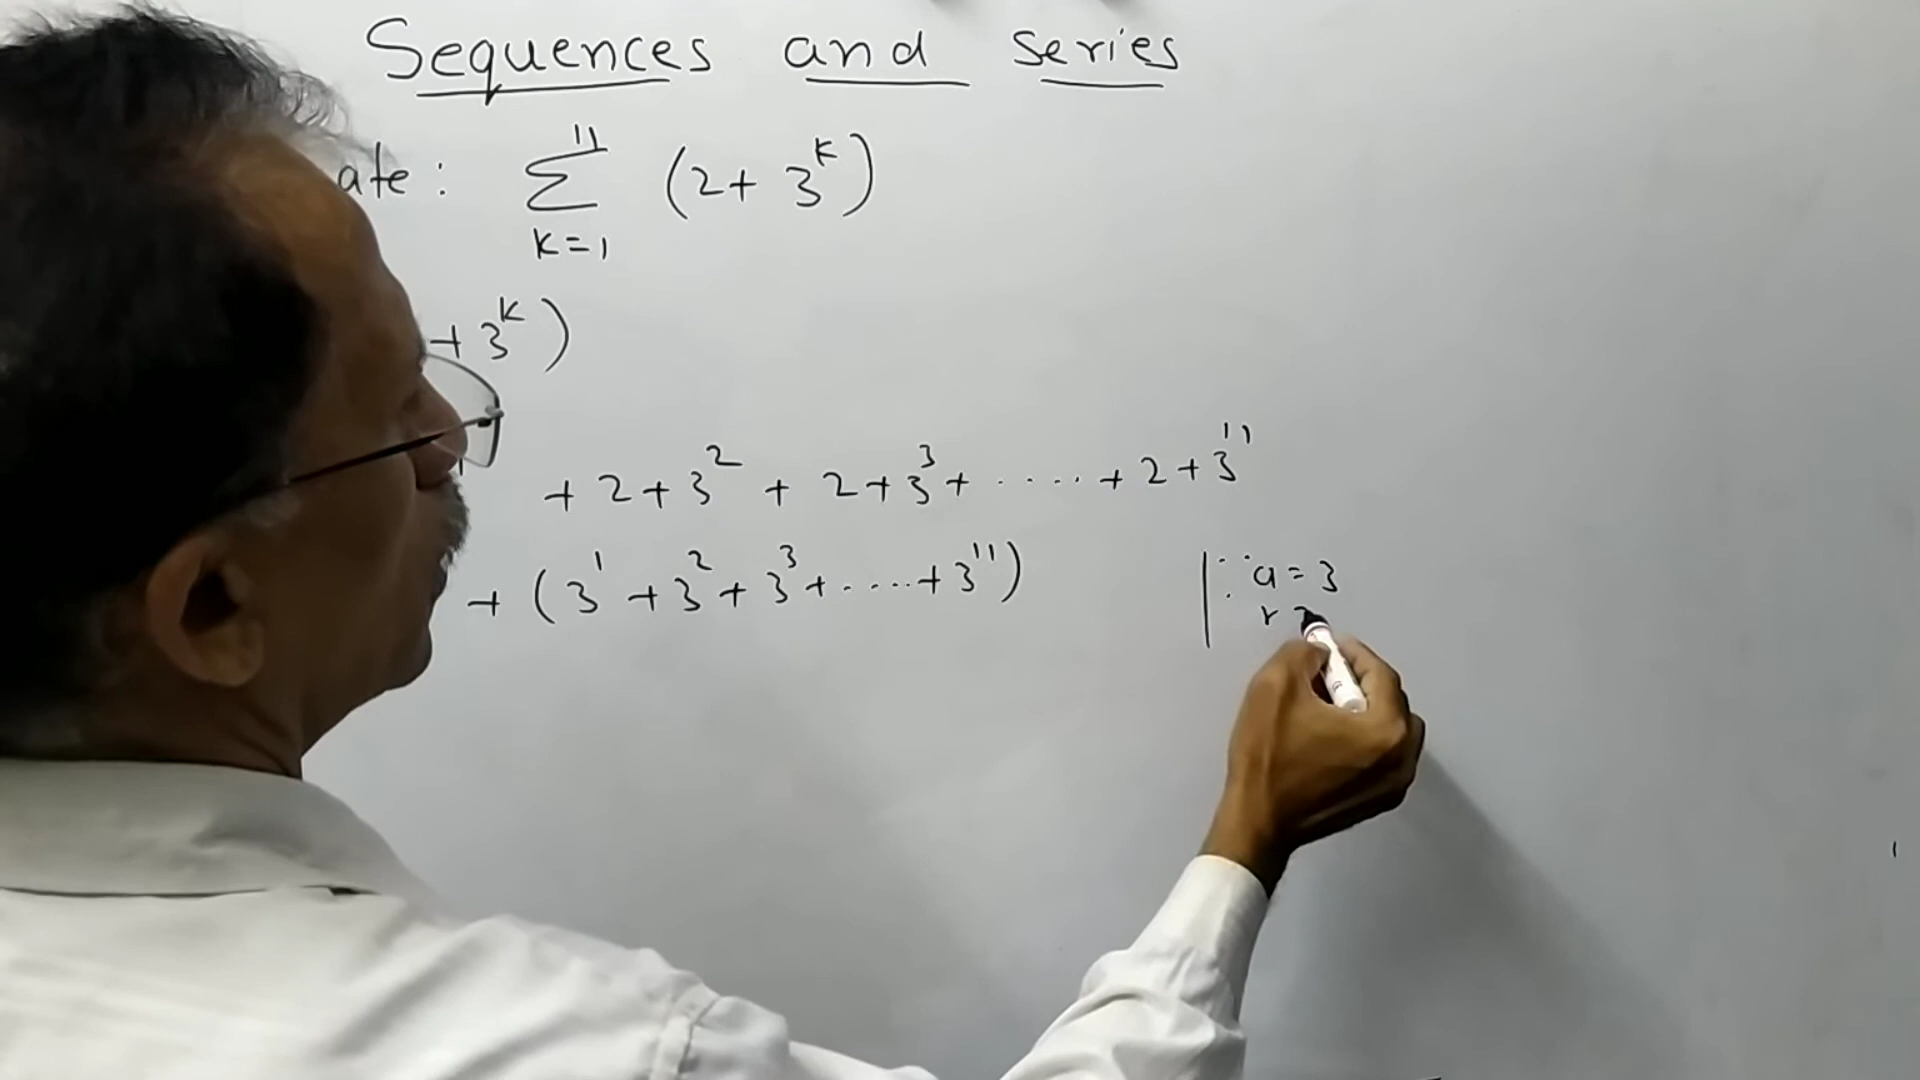 Sequences and series
ate : ∑ (2+ 3^k) 11 k=1
+ 3^k)
+ 2+3^2 + 2+3^3+ .....+ 2+3^11
+ (3^1 +3^2+3^3+.....+3^11) | ∵ a = 3
r